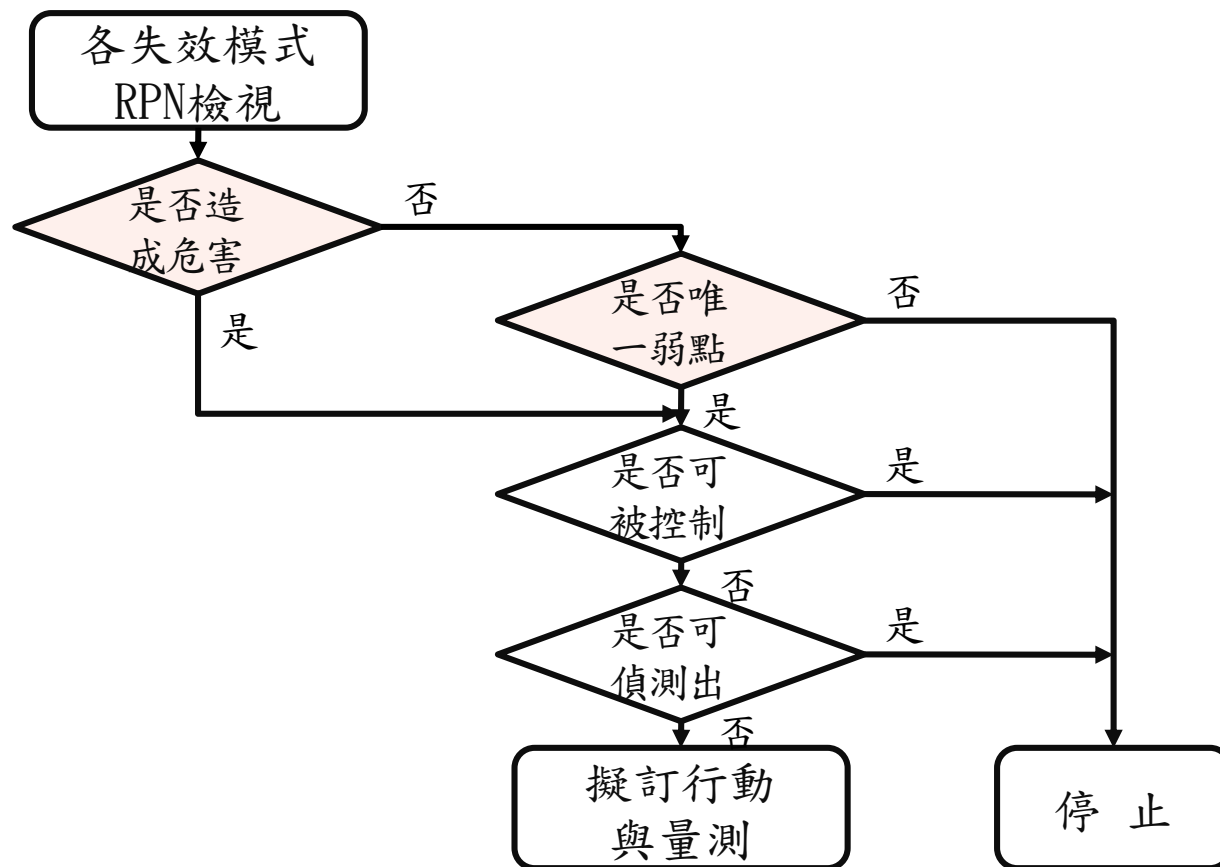 各失效模式
RPN檢視
是否造
成危害
否
是
是否唯
一弱點
否
是
是否可
被控制
是
否
是否可
偵測出
是
否
擬訂行動
與量測
停 止